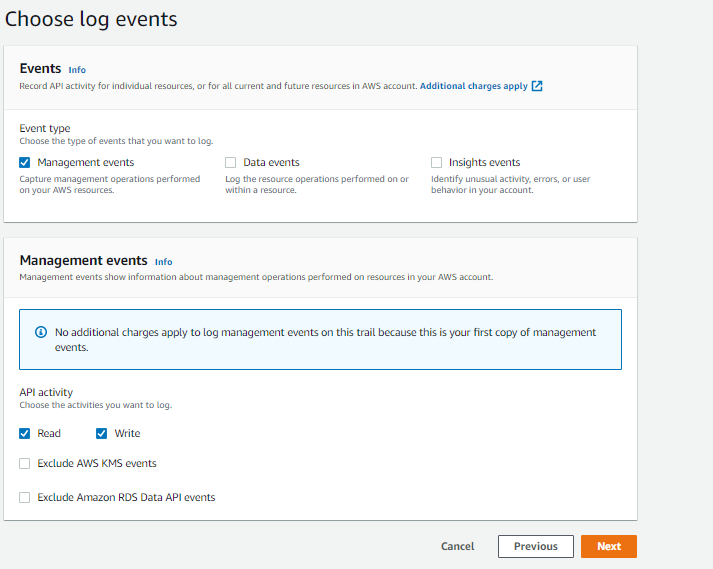 Choose log events
Events Info
Record API activity for individual resources, or for all current and future resources in AWS account. Additional charges apply
Event type
Choose the type of events that you want to log.
Management events
Capture management operations performed
on your AWS resources.
Data events
Log the resource operations performed on or
within a resource.
Insights events
Identify unusual activity, errors, or user
behavior in your account.
Management events Info
Management events show information about management operations performed on resources in your AWS account.
No additional charges apply to log management events on this trail because this is your first copy of management
events.
API activity
Choose the activities you want to log.
Read Write
Exclude AWS KMS events
Exclude Amazon RDS Data API events
Cancel Previous Next